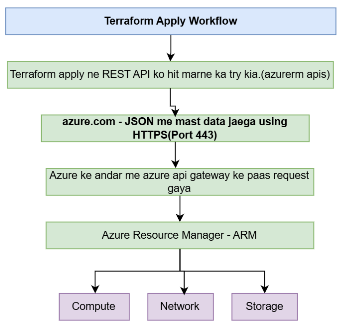 Terraform Apply Workflow
Terraform apply ne REST API ko hit marne ka try kia.(azurerm apis)
azure.com - JSON me mast data jaega using
HTTPS(Port 443)
Azure ke andar me azure api gateway ke paas request
gaya
Azure Resource Manager - ARM
Compute
Network
Storage